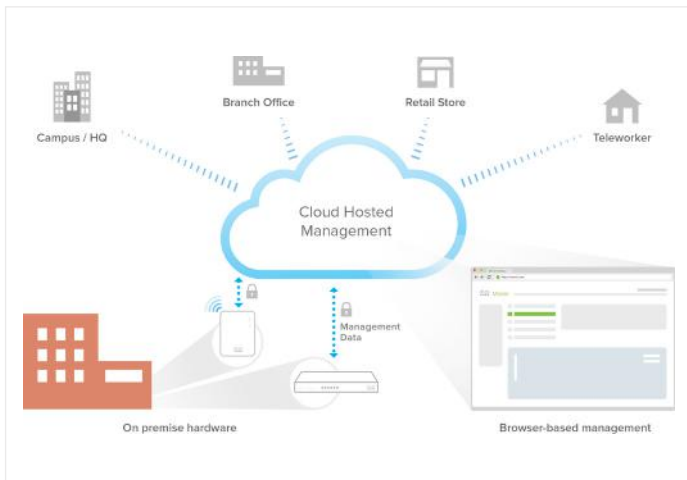 Branch Office
Retail Store
Campus / HQ
Teleworker
Cloud Hosted
Management
Management
Data
On premise hardware
Browser-based management